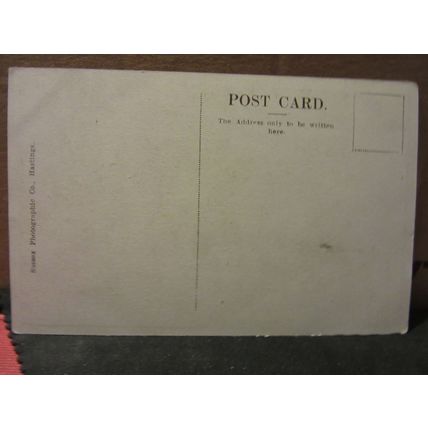 POST CARD.
The Address only to be written
here.
Sussex Photographic Co., Hastings.